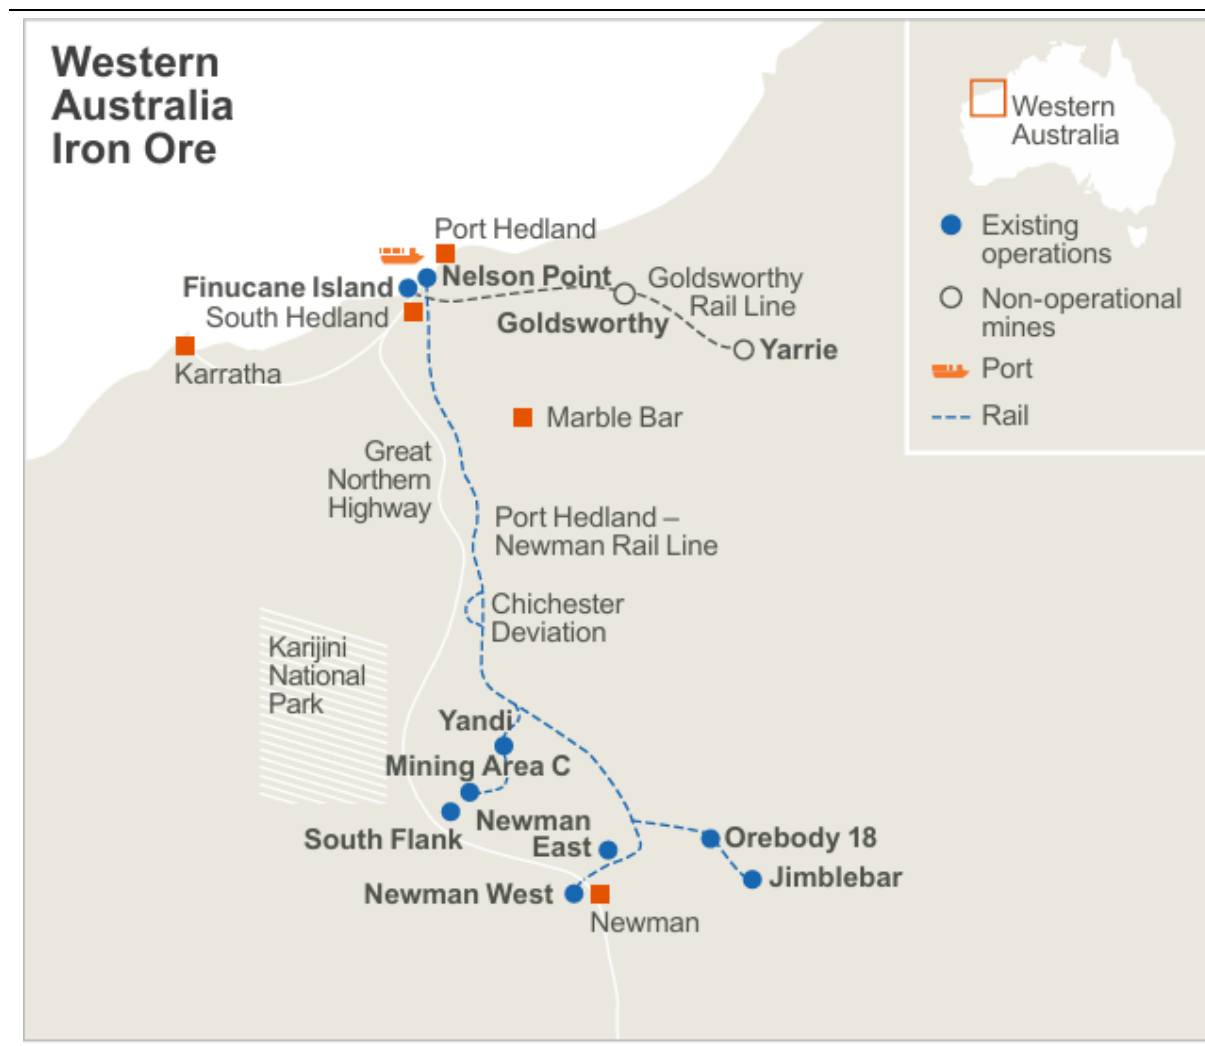 Western
Australia
Iron Ore
Western
Australia
Existing
operations
Non-operational
mines
Port
Rail
Port Hedland
Nelson Point
Finucane Island
South Hedland
Goldsworthy
Rail Line
Goldsworthy
Yarrie
Karratha
Marble Bar
Great
Northern
Highway
Port Hedland –
Newman Rail Line
Chichester
Deviation
Karijini
National
Park
Yandi
Mining Area C
South Flank
Newman
East
Orebody 18
Jimblebar
Newman West
Newman